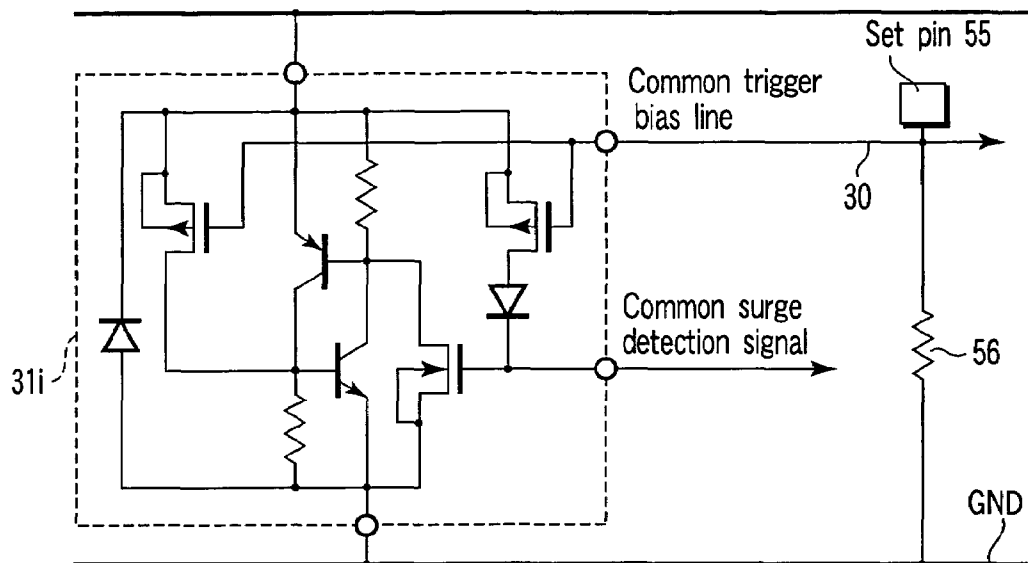 Set pin 55
Common trigger
bias line
30
Common surge
detection signal
56
31i
GND